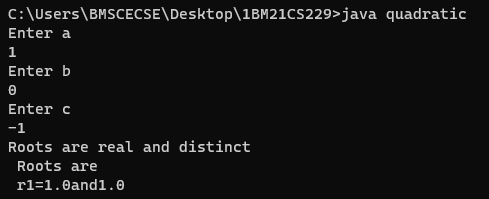 C:\Users\BMSCECSE\Desktop\1BM21CS229>java quadratic
Enter a
1
Enter b
0
Enter c
-1
Roots are real and distinct
 Roots are
 r1=1.0and1.0